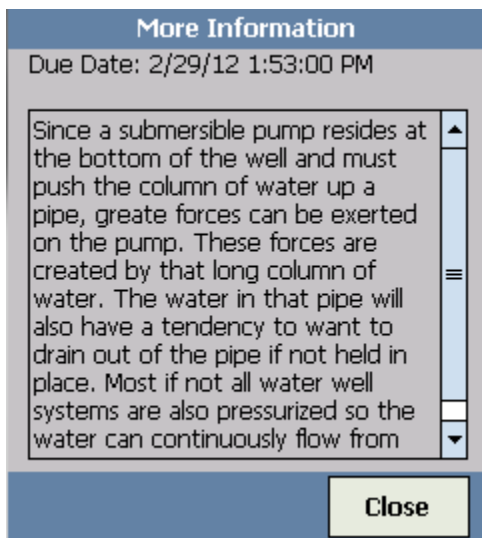 More Information
Due Date: 2/29/12 1:53:00 PM
Since a submersible pump resides at
the bottom of the well and must
push the column of water up a
pipe, greate forces can be exerted
on the pump. These forces are
created by that long column of
water. The water in that pipe will
also have a tendency to want to
drain out of the pipe if not held in
place. Most if not all water well
systems are also pressurized so the
water can continuously flow from
Close